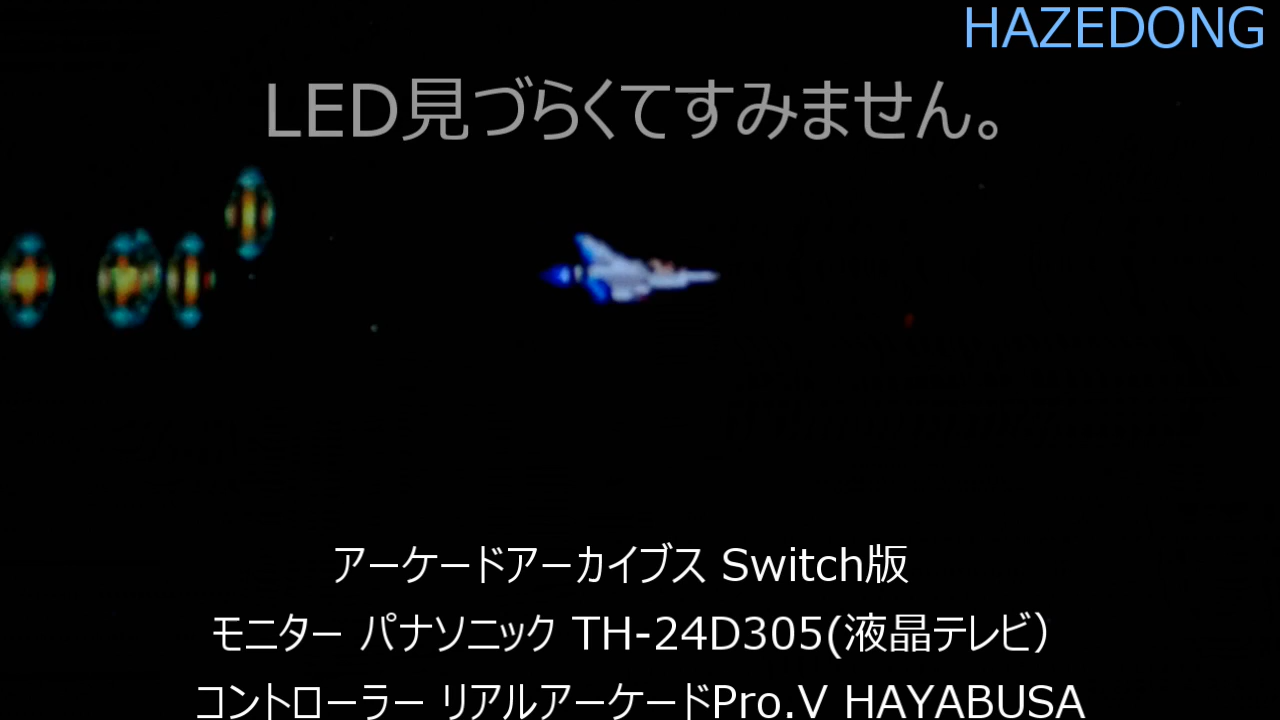 HAZEDONG
LED見づらくてすみません。
アーケードアーカイブス Switch版
モニター パナソニック TH-24D305(液晶テレビ）
コントローラー リアルアーケードPro.V HAYABUSA